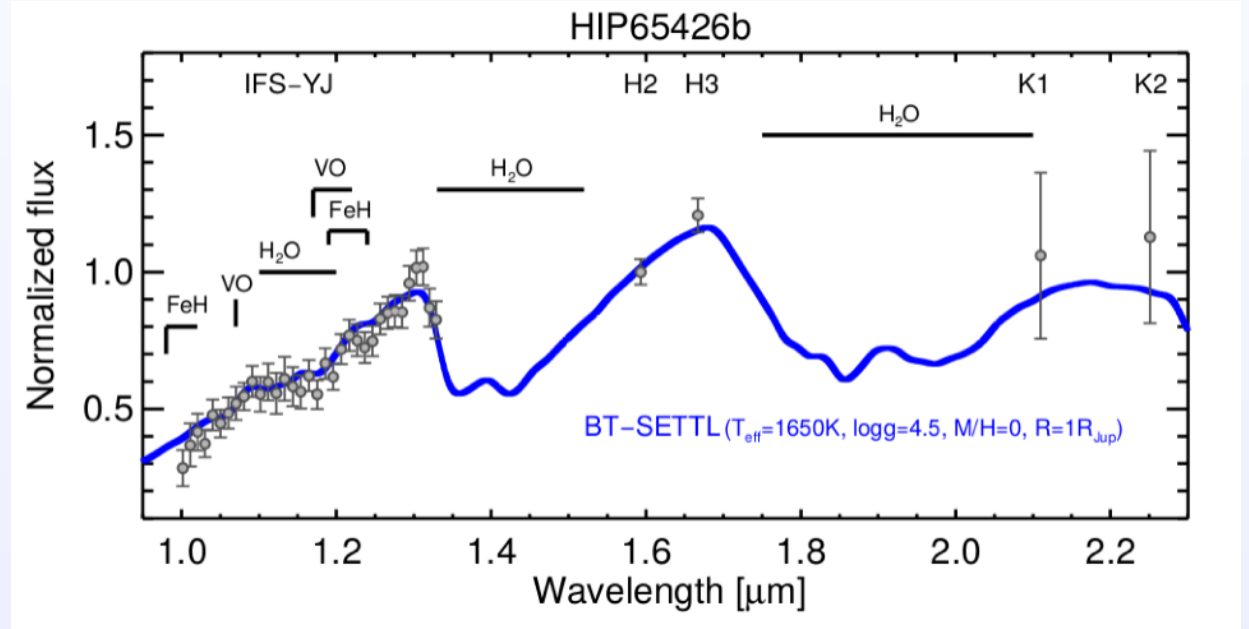 HIP65426b
IFS−YJ H2 H3 K1 K2
H₂O
VO H₂O
FeH
H₂O
VO
FeH
BT−SETTL (Teff=1650K, logg=4.5, M/H=0, R=1RJup)
Normalized flux
1.5
1.0
0.5
1.0 1.2 1.4 1.6 1.8 2.0 2.2
Wavelength [μm]